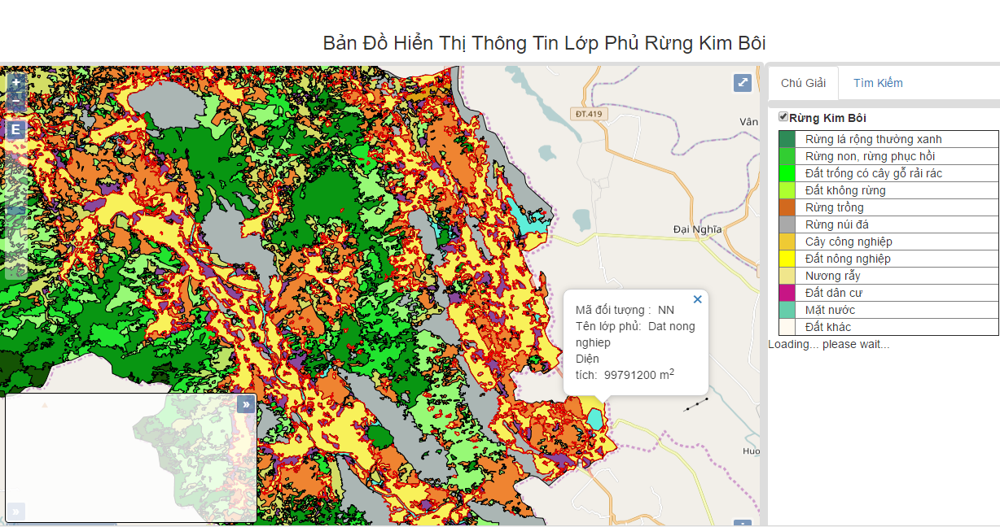 Bản Đồ Hiển Thị Thông Tin Lớp Phủ Rừng Kim Bôi
+
−
E
ĐT.419
Vân
Đại Nghĩa
Mã đối tượng : NN
Tên lớp phủ: Dat nong
nghiep
Diện
tích: 99791200 m²
Huo
»
»
Chú Giải
Tìm Kiếm
Rừng Kim Bôi
Rừng lá rộng thường xanh
Rừng non, rừng phục hồi
Đất trống có cây gỗ rải rác
Đất không rừng
Rừng trồng
Rừng núi đá
Cây công nghiệp
Đất nông nghiệp
Nương rẫy
Đất dân cư
Mặt nước
Đất khác
Loading... please wait...